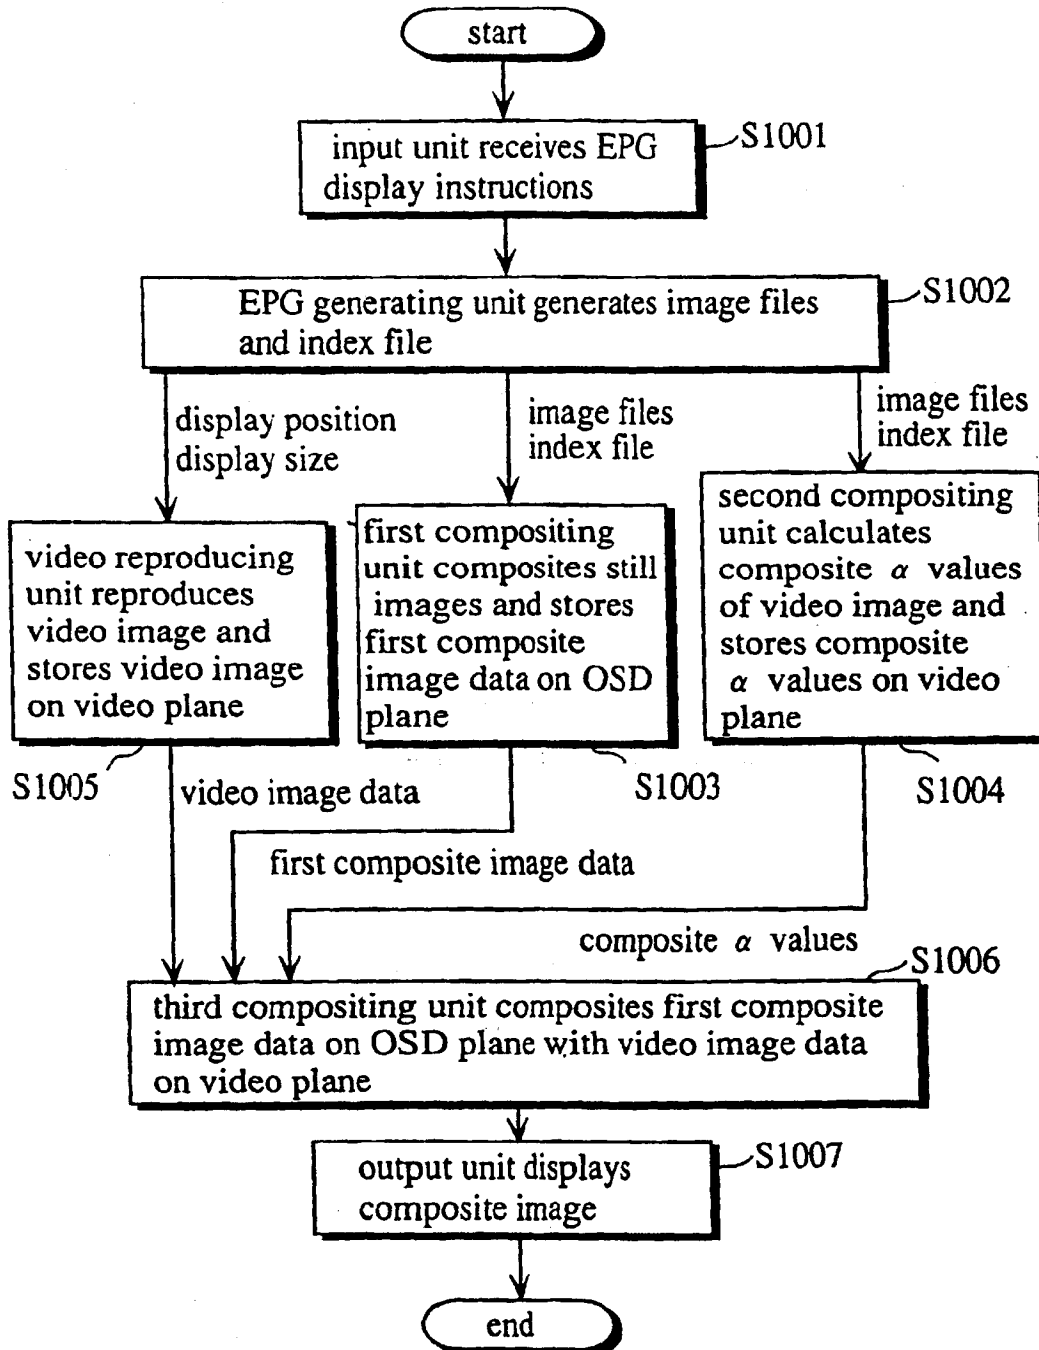 start
input unit receives EPG
display instructions
S1001
EPG generating unit generates image files
and index file
S1002
display position
display size
image files
index file
image files
index file
video reproducing
unit reproduces
video image and
stores video image
on video plane
S1005
first compositing
unit composites still
images and stores
first composite
image data on OSD
plane
S1003
second compositing
unit calculates
composite α values
of video image and
stores composite
α values on video
plane
S1004
video image data
first composite image data
composite α values
S1006
third compositing unit composites first composite
image data on OSD plane with video image data
on video plane
output unit displays
composite image
S1007
end